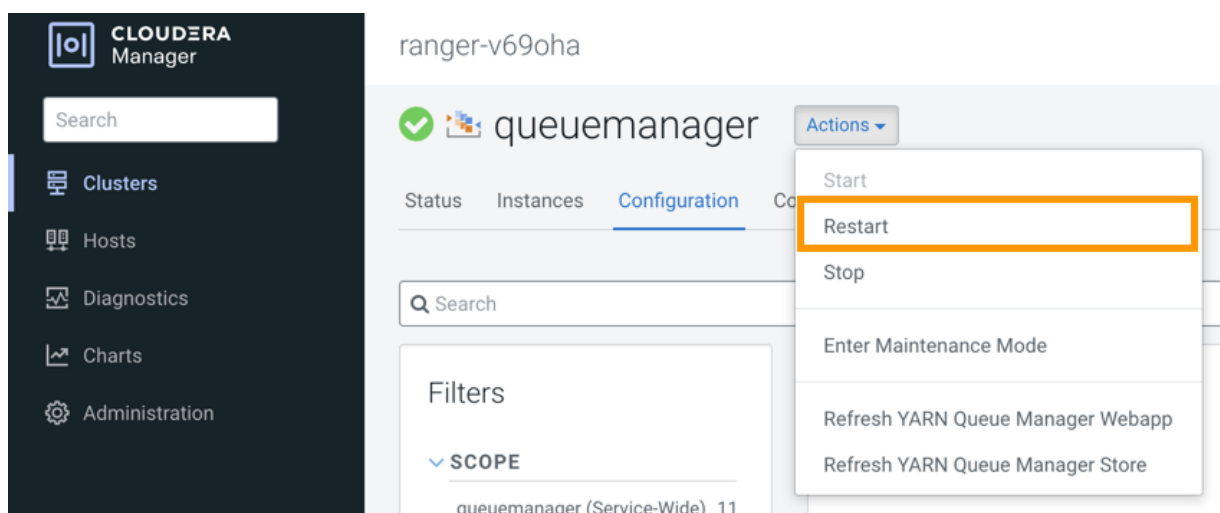 CLOUDERA
Manager
Search
Clusters
Hosts
Diagnostics
Charts
Administration
ranger-v69oha
queuemanager
Actions
Status Instances Configuration
Start
Restart
Stop
Enter Maintenance Mode
Refresh YARN Queue Manager Webapp
Refresh YARN Queue Manager Store
Search
Filters
SCOPE
queuemanager (Service-Wide) 11